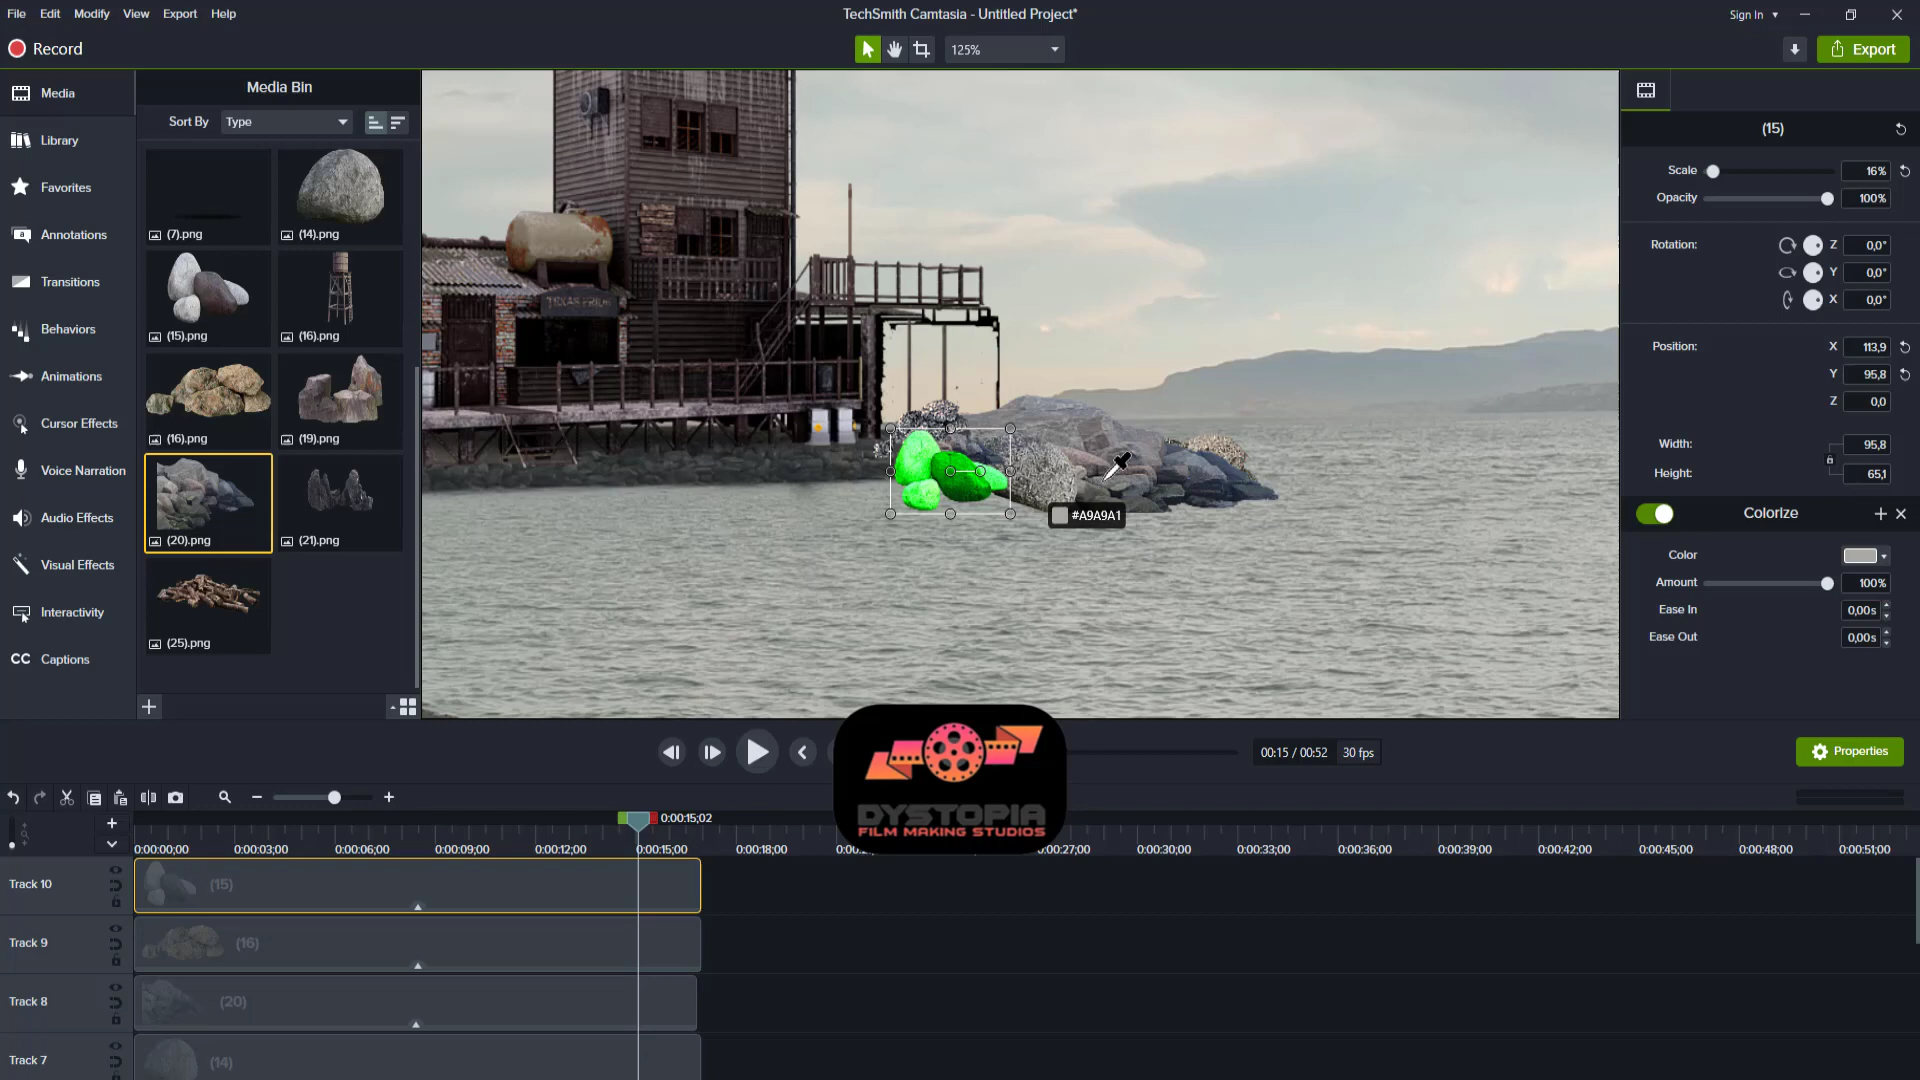 File Edit Modify View Export Help
TechSmith Camtasia - Untitled Project*
Sign In
Record
125%
Export
Media
Library
Favorites
Annotations
Transitions
Behaviors
Animations
Cursor Effects
Voice Narration
Audio Effects
Visual Effects
Interactivity
CC Captions
Media Bin
Sort By Type
(7).png
(14).png
(15).png
(16).png
(16).png
(19).png
(20).png
(21).png
(25).png
#A9A9A1
(15)
Scale 16%
Opacity 100%
Rotation: Z 0,0°
Y 0,0°
X 0,0°
Position: X 113,9
Y 95,8
Z 0,0
Width: 95,8
Height: 65,1
Colorize
Color
Amount 100%
Ease In 0,00s
Ease Out 0,00s
00:15 / 00:52 30 fps
Properties
DYSTOPIA
FILM MAKING STUDIOS
0:00:15;02
0:00:00;00 0:00:03;00 0:00:06;00 0:00:09;00 0:00:12;00 0:00:15;00 0:00:18;00 0:00:27;00 0:00:30;00 0:00:33;00 0:00:36;00 0:00:39;00 0:00:42;00 0:00:45;00 0:00:48;00 0:00:51;00
Track 10 (15)
Track 9 (16)
Track 8 (20)
Track 7 (14)